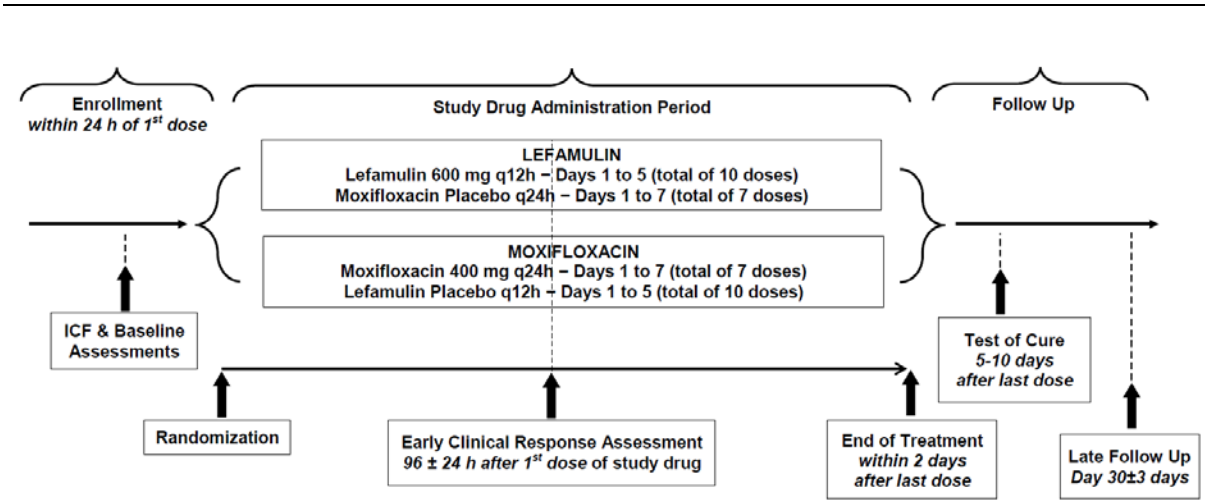 Enrollment
within 24 h of 1st dose
Study Drug Administration Period
Follow Up
LEFAMULIN
Lefamulin 600 mg q12h – Days 1 to 5 (total of 10 doses)
Moxifloxacin Placebo q24h – Days 1 to 7 (total of 7 doses)
MOXIFLOXACIN
Moxifloxacin 400 mg q24h – Days 1 to 7 (total of 7 doses)
Lefamulin Placebo q12h – Days 1 to 5 (total of 10 doses)
ICF & Baseline
Assessments
Test of Cure
5-10 days
after last dose
Randomization
Early Clinical Response Assessment
96 ± 24 h after 1st dose of study drug
End of Treatment
within 2 days
after last dose
Late Follow Up
Day 30±3 days